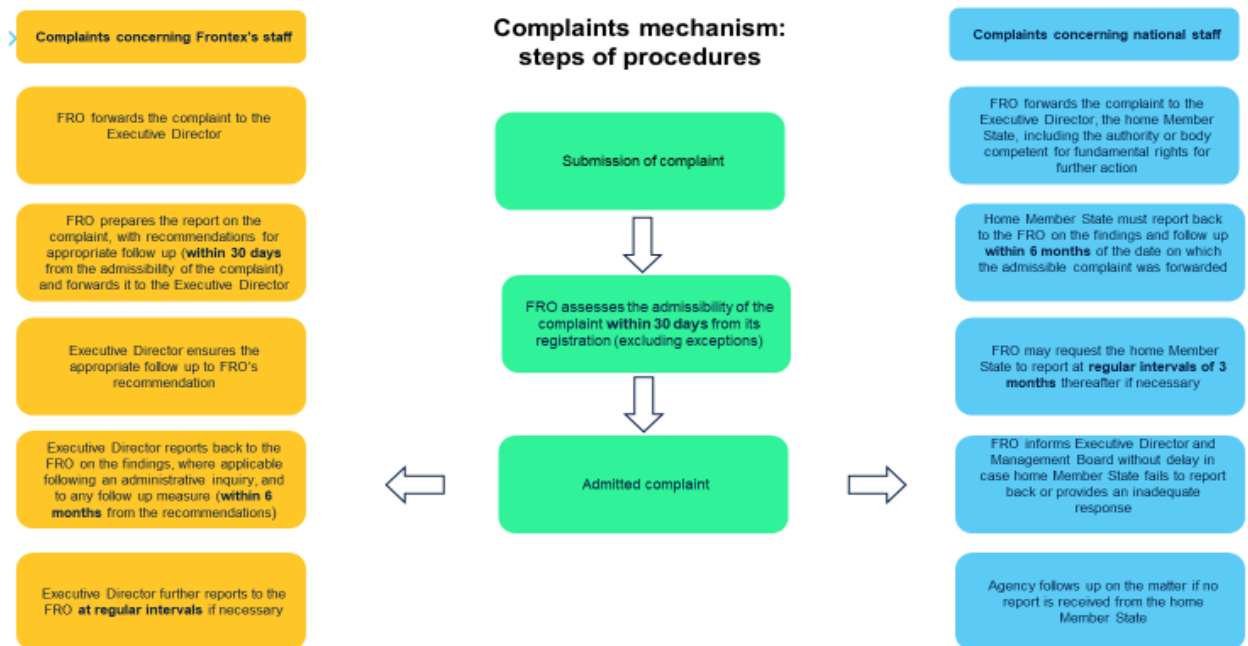 Complaints mechanism:
steps of procedures
Complaints concerning Frontex's staff
FRO forwards the complaint to the
Executive Director
FRO prepares the report on the
complaint, with recommendations for
appropriate follow up (within 30 days
from the admissibility of the complaint)
and forwards it to the Executive Director
Executive Director ensures the
appropriate follow up to FRO's
recommendation
Executive Director reports back to the
FRO on the findings, where applicable
following an administrative inquiry, and
to any follow up measure (within 6
months from the recommendations)
Executive Director further reports to the
FRO at regular intervals if necessary
Submission of complaint
FRO assesses the admissibility of the
complaint within 30 days from its
registration (excluding exceptions)
Admitted complaint
Complaints concerning national staff
FRO forwards the complaint to the
Executive Director, the home Member
State, including the authority or body
competent for fundamental rights for
further action
Home Member State must report back
to the FRO on the findings and follow up
within 6 months of the date on which
the admissible complaint was forwarded
FRO may request the home Member
State to report at regular intervals of 3
months thereafter if necessary
FRO informs Executive Director and
Management Board without delay in
case home Member State fails to report
back or provides an inadequate
response
Agency follows up on the matter if no
report is received from the home
Member State